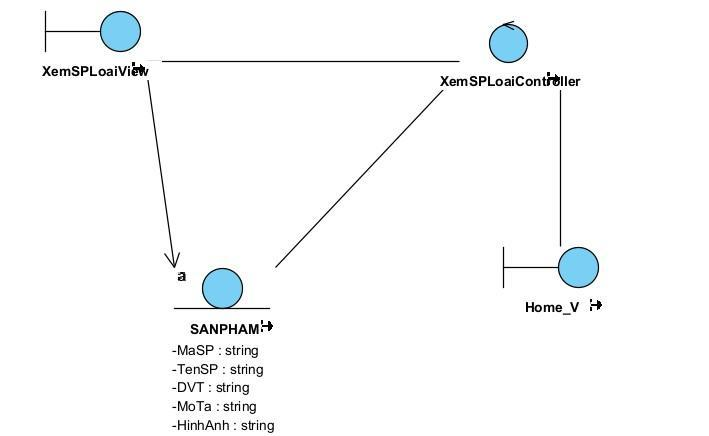 XemSPLoaiView
XemSPLoaiController
a
Home_V
SANPHAM
-MaSP : string
-TenSP : string
-DVT : string
-MoTa : string
-HinhAnh : string